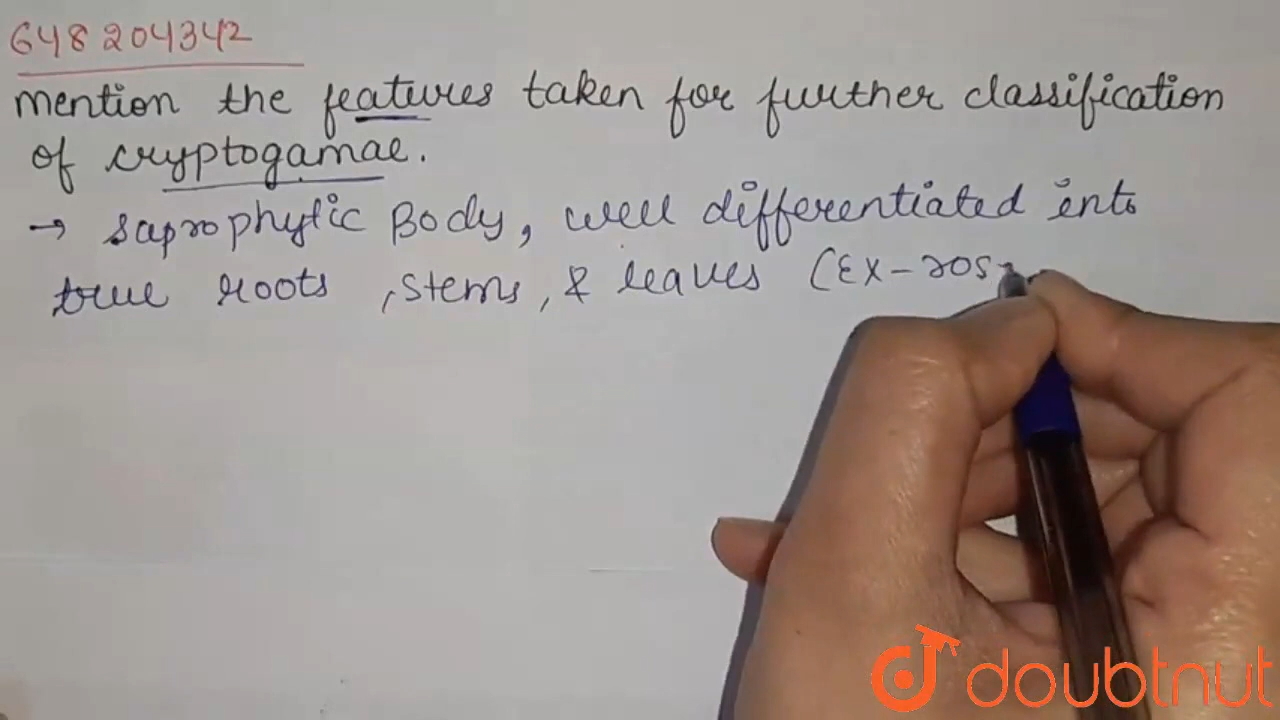 648204342
mention the features taken for further classification
of cryptogamae.
→ Saprophytic Body, well differentiated into
true roots, stems, & leaves (Ex-ros
doubtnut